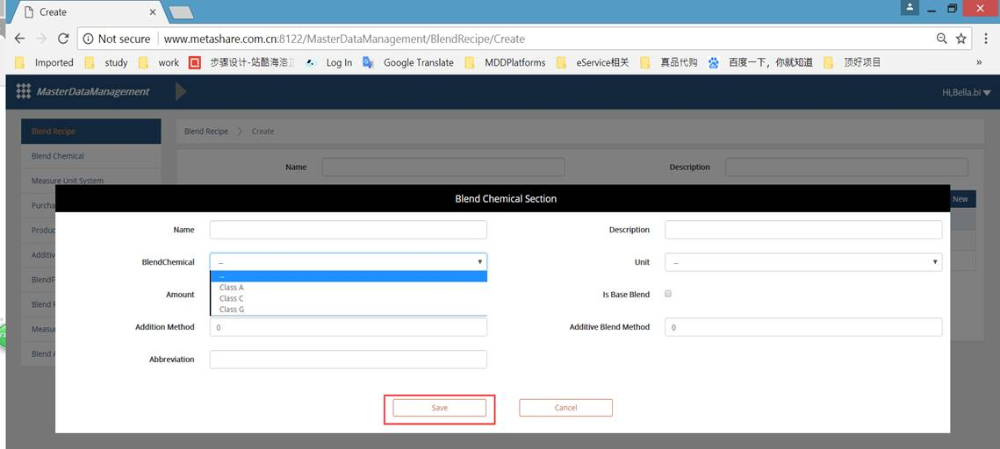 Create
Not secure www.metashare.com.cn:8122/MasterDataManagement/BlendRecipe/Create
Imported study work 步骤设计-站酷海洛正 Log In Google Translate MDDPlatforms eService相关 真品代购 百度一下，你就知道 顶好项目 »
MasterDataManagement Hi,Bella.bi
Blend Recipe Blend Recipe Create
Blend Chemical
Name Description
Measure Unit System
Purcha New
Produc
Additiv
BlendF
Blend F
Measu
Blend A
Blend Chemical Section
Name Description
BlendChemical -- Unit --
--
Class A
Amount Is Base Blend
Class C
Class G
Addition Method 0 Additive Blend Method 0
Abbreviation
Save Cancel